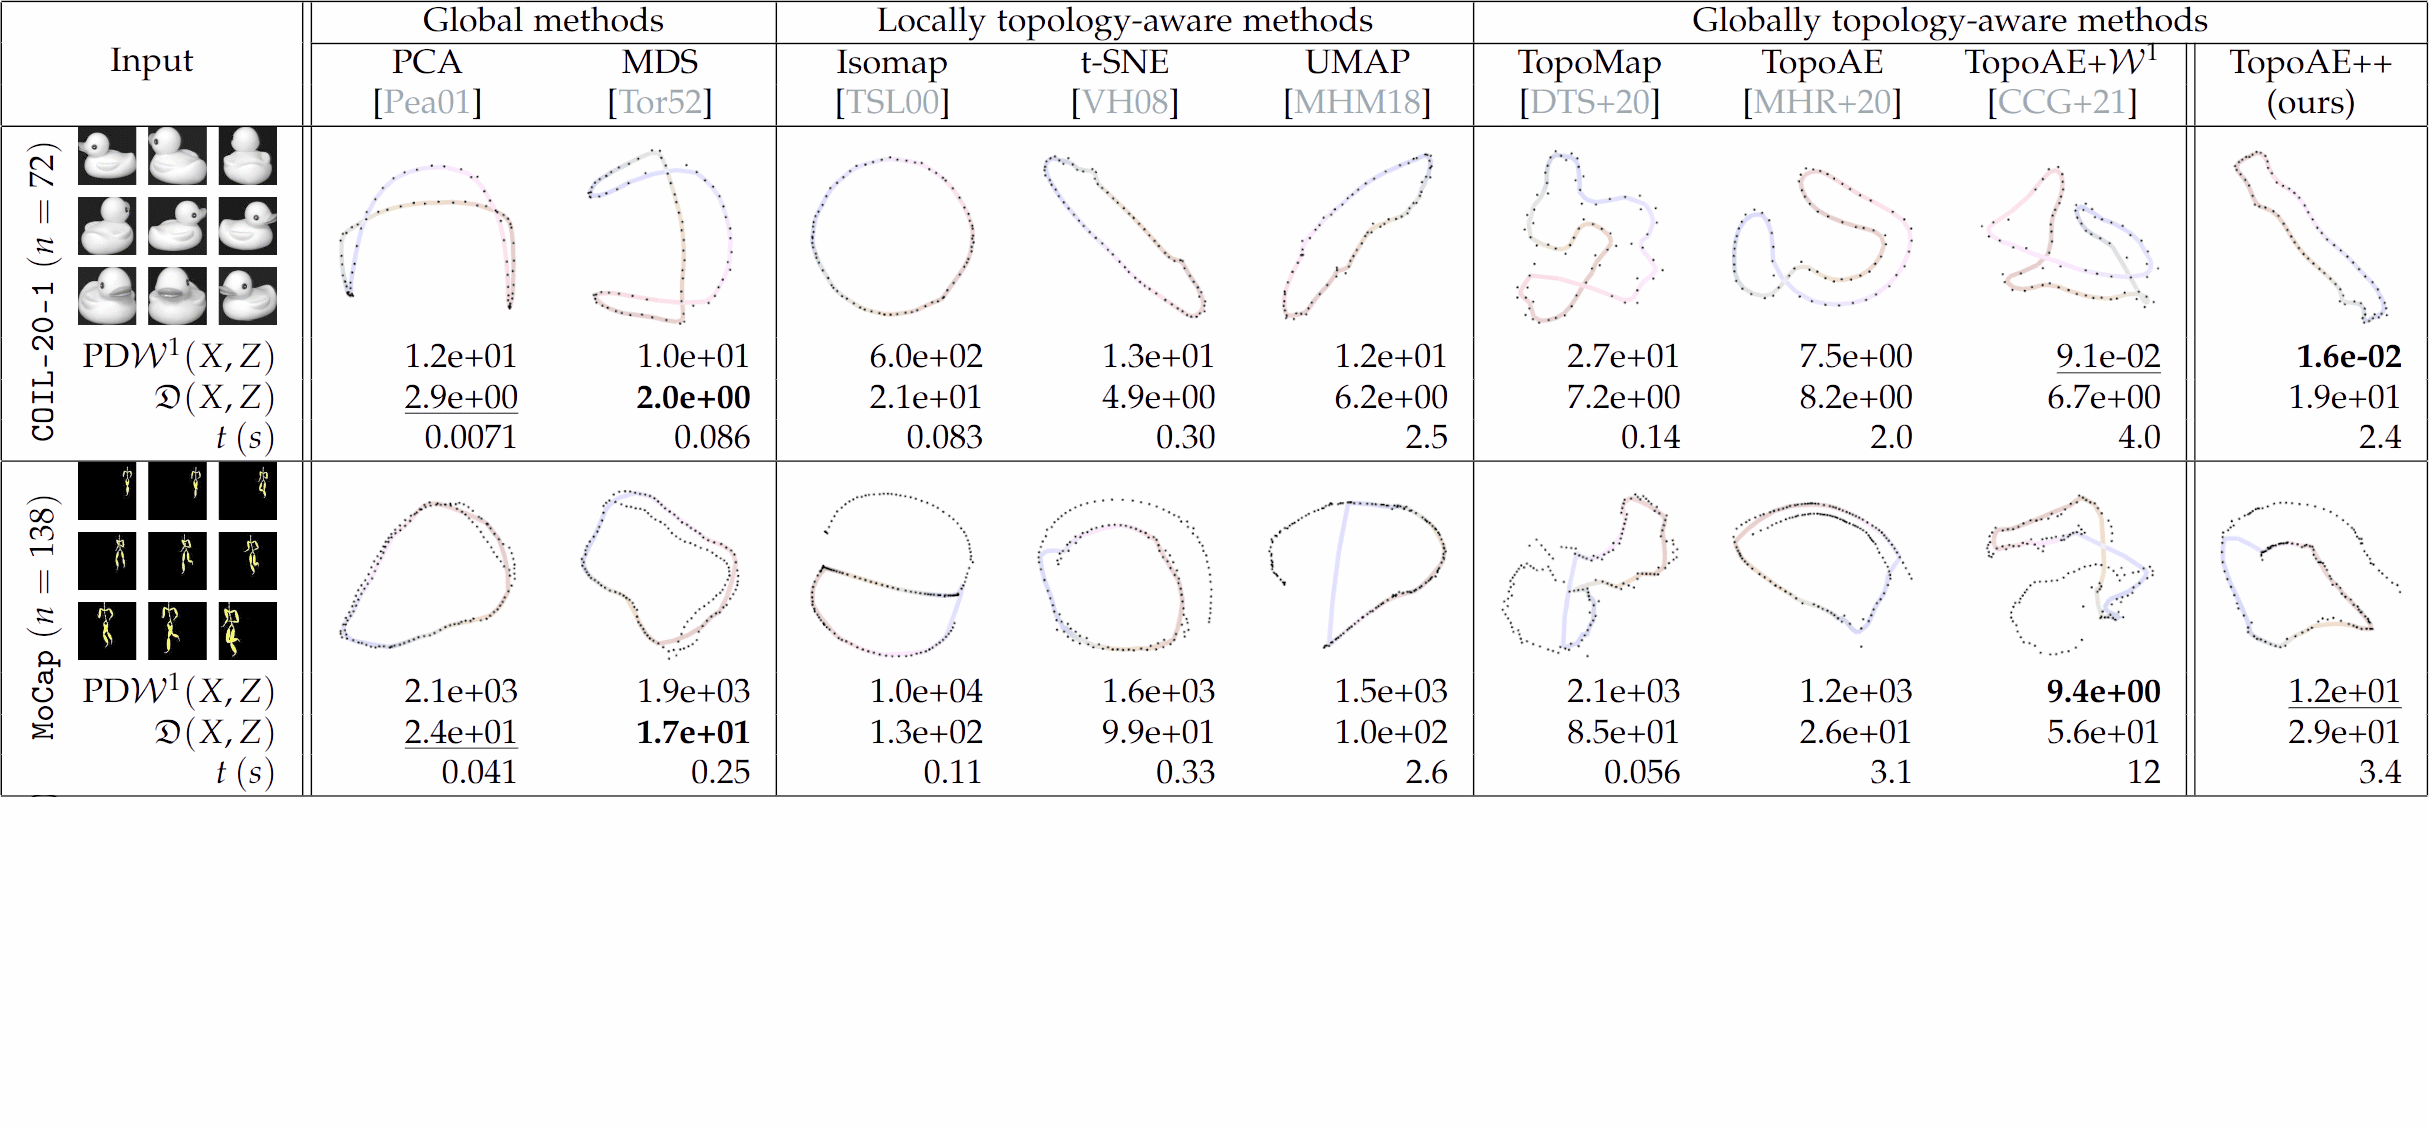 Input Global methods Locally topology-aware methods Globally topology-aware methods
PCA MDS Isomap t-SNE UMAP TopoMap TopoAE TopoAE+𝒲¹ TopoAE++
[Pea01] [Tor52] [TSL00] [VH08] [MHM18] [DTS+20] [MHR+20] [CCG+21] (ours)
COIL-20-1 (n = 72)
PD𝒲¹(X, Z) 1.2e+01 1.0e+01 6.0e+02 1.3e+01 1.2e+01 2.7e+01 7.5e+00 9.1e-02 1.6e-02
𝔇(X, Z) 2.9e+00 2.0e+00 2.1e+01 4.9e+00 6.2e+00 7.2e+00 8.2e+00 6.7e+00 1.9e+01
t (s) 0.0071 0.086 0.083 0.30 2.5 0.14 2.0 4.0 2.4
MoCap (n = 138)
PD𝒲¹(X, Z) 2.1e+03 1.9e+03 1.0e+04 1.6e+03 1.5e+03 2.1e+03 1.2e+03 9.4e+00 1.2e+01
𝔇(X, Z) 2.4e+01 1.7e+01 1.3e+02 9.9e+01 1.0e+02 8.5e+01 2.6e+01 5.6e+01 2.9e+01
t (s) 0.041 0.25 0.11 0.33 2.6 0.056 3.1 12 3.4